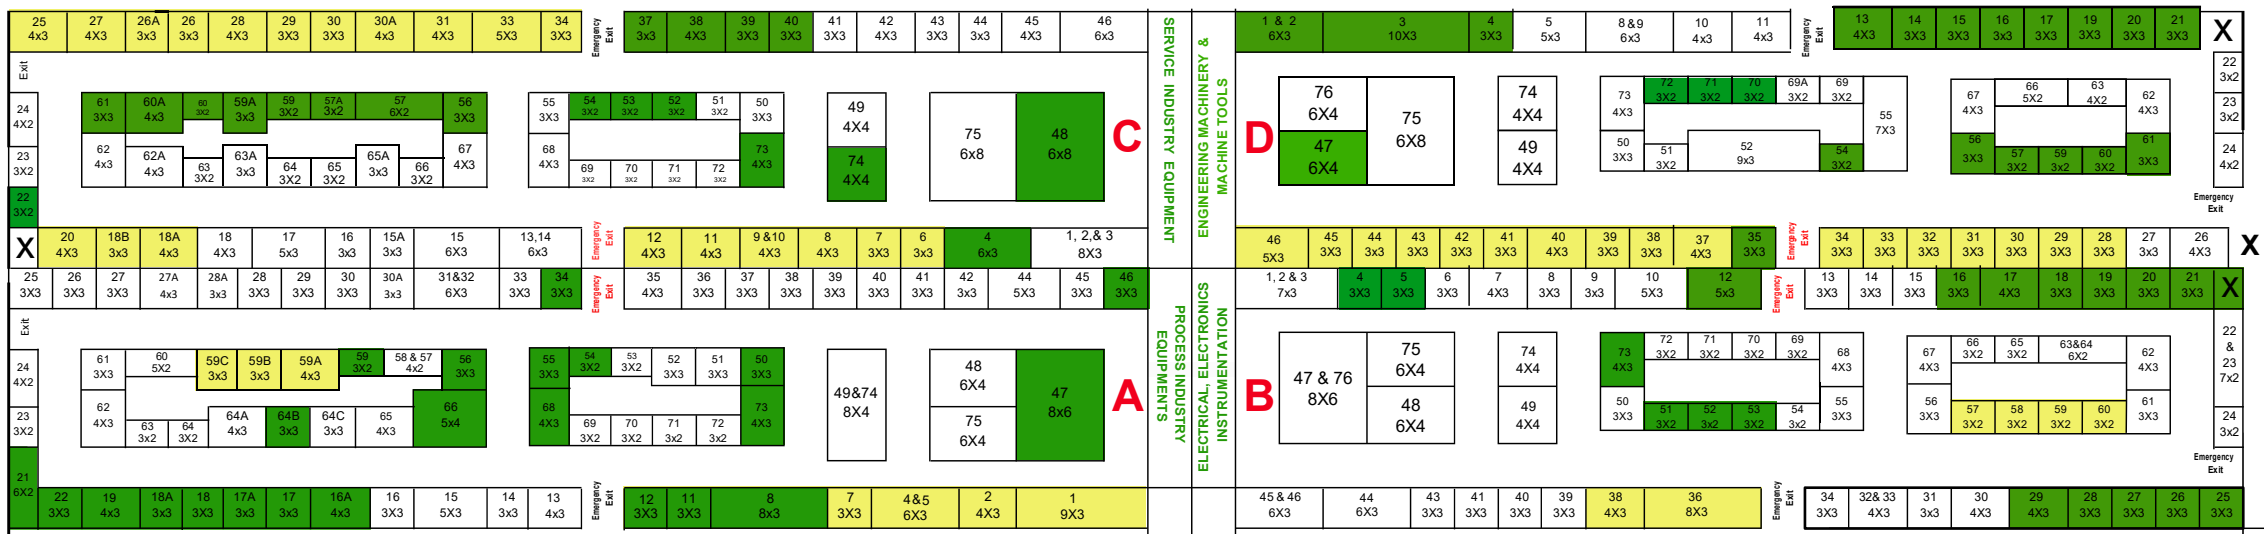 25 27 26A 26 28 29 30 30A 31 33 34
4x3 4X3 3x3 3X3 4X3 3X3 3X3 4X3 4X3 5X3 3X3
Emergency Exit
37 38 39 40 41 42 43 44 45 46
3x3 4X3 3X3 3X3 4X3 4X3 3X3 3x3 4X3 6x3
1 & 2 3 4 5 8 &9 10 11
6X3 10X3 3X3 5x3 6x3 4x3 4x3
Emergency Exit
13 14 15 16 17 19 20 21 X
4X3 3X3 3X3 3X3 3X3 3X3 3X3 3X3
Exit
24
4X2
23
3X2
22
3X2
61 60A 60 59A 59 57A 57 56
3X3 4x3 3X2 3x3 3X2 3x2 6X2 3X3
62 62A 63 63A 64 65 65A 66 67
4x3 4x3 3X2 3x3 3X2 3X2 3x3 3X2 4X3
55 54 53 52 51 50
3X3 3X2 3X2 3X2 3X2 3X3
68 69 70 71 72 73
4X3 3X2 3X2 3X2 3X2 4X3
49
4X4
74
4X4
75 48
6x8 6x8
C
SERVICE INDUSTRY EQUIPMENT
ENGINEERING MACHINERY &
MACHINE TOOLS
D
76
6X4
47
6X4
75
6X8
74
4X4
49
4X4
73 72 71 70 69A 69 55
4X3 3X2 3X2 3X2 3X2 3X2 7X3
50 51 52 54
3X3 3X2 9x3 3X2
67 66 63 62
4X3 5X2 4X2 4X3
56 57 59 60 61
3X3 3X2 3x2 3X2 3X3
22
3x2
23
3x2
24
4x2
Emergency
Exit
X 20 18B 18A 18 17 16 15A 15 13,14
4X3 3X3 4x3 4X3 5x3 3x3 3X3 6X3 6x3
Emergency Exit
12 11 9 &10 8 7 6 4 1, 2,& 3
4X3 4x3 4X3 4X3 3X3 3x3 6x3 8X3
46 45 44 43 42 41 40 39 38 37 35
5X3 3X3 3x3 3X3 3X3 3X3 4X3 3X3 3X3 4X3 3X3
Emergency Exit
34 33 32 31 30 29 28 27 26 X
3X3 3X3 3X3 3X3 3X3 3X3 3X3 3x3 4X3
25 26 27 27A 28A 28 29 30 30A 31&32 33 34
3X3 3X3 3X3 4x3 3x3 3X3 3X3 3X3 3x3 6X3 3X3 3X3
Emergency Exit
35 36 37 38 39 40 41 42 44 45 46
4X3 3X3 3X3 3X3 3X3 3X3 3X3 3x3 5X3 3X3 3X3
1, 2 & 3 4 5 6 7 8 9 10 12
7x3 3X3 3X3 3X3 4X3 3X3 3x3 5X3 5x3
Emergency Exit
13 14 15 16 17 18 19 20 21 X
3X3 3X3 3X3 3X3 4X3 3X3 3X3 3X3 3X3
Exit
24
4X2
23
3X2
21
6X2
61 60 59C 59B 59A 59 58 & 57 56
3X3 5X2 3x3 3x3 4x3 3X2 4x2 3X3
62 63 64 64A 64B 64C 65 66
4X3 3x2 3X2 4x3 3x3 3x3 4X3 5x4
55 54 53 52 51 50
3X3 3X2 3X2 3X3 3X3 3X3
68 69 70 71 72 73
4X3 3X2 3X2 3x2 3x2 4X3
49&74
8X4
48
6X4
75
6X4
47
8x6
A
PROCESS INDUSTRY
EQUIPMENTS
ELECTRICAL, ELECTRONICS
INSTRUMENTATION
B
47 & 76
8X6
75
6X4
48
6X4
74
4X4
49
4X4
73 72 71 70 69 68
4X3 3X2 3X2 3X2 3X2 4X3
50 51 52 53 54 55
3X3 3X2 3x2 3X2 3x2 3X3
67 66 65 63&64 62
4X3 3X2 3X2 6X2 4X3
56 57 58 59 60 61
3X3 3X2 3X2 3X2 3X2 3X3
22
&
23
7x2
24
3x2
Emergency
Exit
22 19 18A 18 17A 17 16A 16 15 14 13
3X3 4X3 3x3 3X3 3x3 3X3 4x3 3X3 5X3 3x3 4x3
Emergency Exit
12 11 8 7 4&5 2 1
3X3 3X3 8x3 3X3 6X3 4X3 9X3
45 & 46 44 43 41 40 39 38 36
6X3 6X3 3X3 3X3 3X3 3X3 4X3 8X3
Emergency Exit
34 32& 33 31 30 29 28 27 26 25
3X3 4X3 3x3 4X3 4X3 3X3 3X3 3X3 3X3